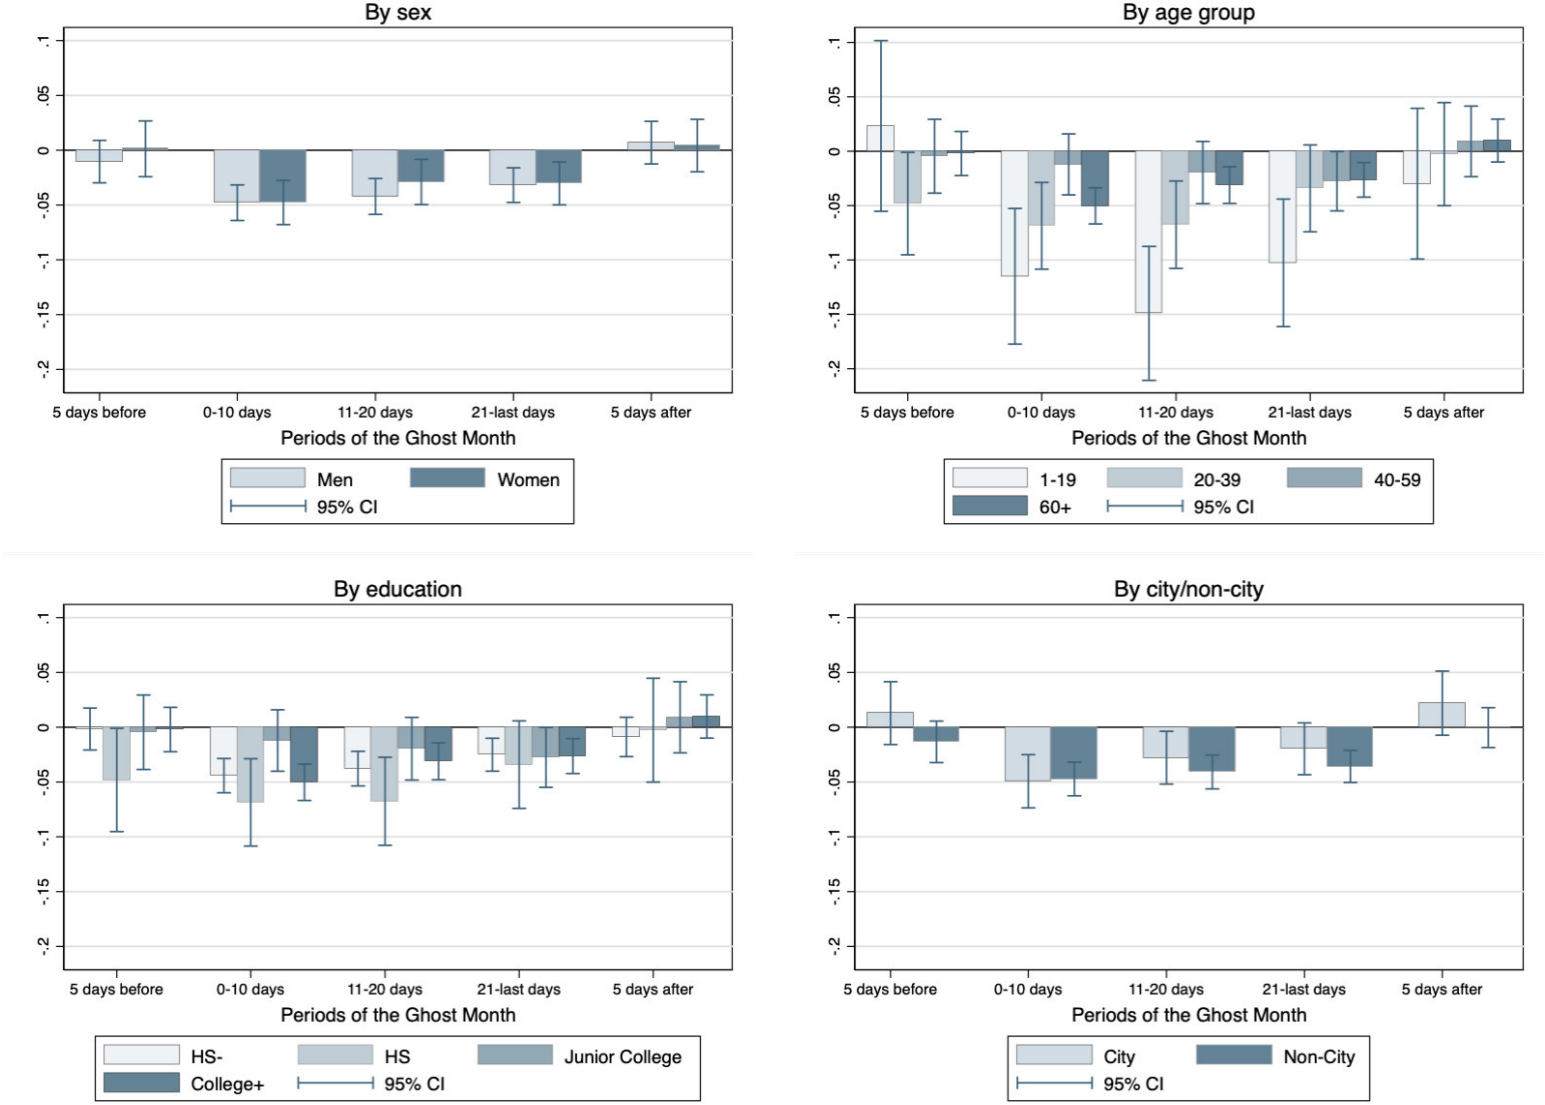 By sex
.1
.05
0
-.05
-.1
-.15
-.2
5 days before 0-10 days 11-20 days 21-last days 5 days after
Periods of the Ghost Month
Men Women
95% CI
By age group
.1
.05
0
-.05
-.1
-.15
-.2
5 days before 0-10 days 11-20 days 21-last days 5 days after
Periods of the Ghost Month
1-19 20-39 40-59
60+ 95% CI
By education
.1
.05
0
-.05
-.1
-.15
-.2
5 days before 0-10 days 11-20 days 21-last days 5 days after
Periods of the Ghost Month
HS- HS Junior College
College+ 95% CI
By city/non-city
.1
.05
0
-.05
-.1
-.15
-.2
5 days before 0-10 days 11-20 days 21-last days 5 days after
Periods of the Ghost Month
City Non-City
95% CI